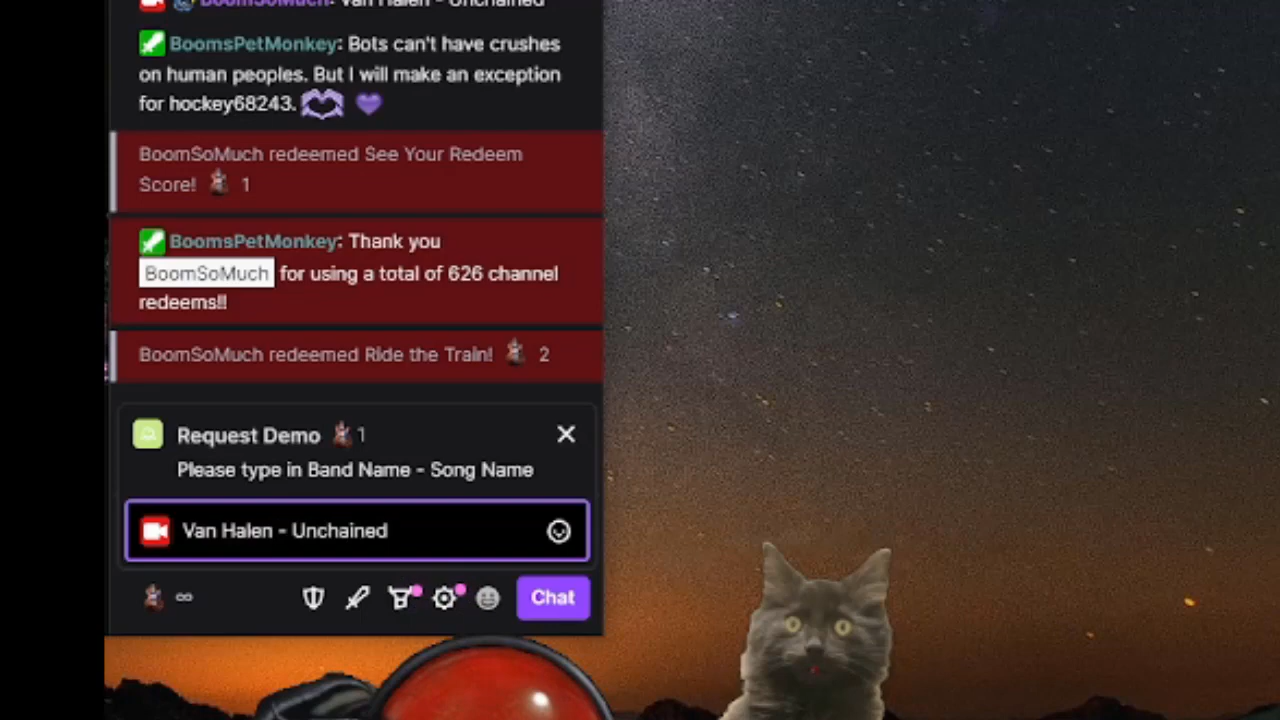 BoomSoMuch: Van Halen - Unchained
BoomsPetMonkey: Bots can't have crushes
on human peoples. But I will make an exception
for hockey68243.
BoomSoMuch redeemed See Your Redeem
Score! 1
BoomsPetMonkey: Thank you
BoomSoMuch for using a total of 626 channel
redeems!!
BoomSoMuch redeemed Ride the Train! 2
Request Demo 1
Please type in Band Name - Song Name
Van Halen - Unchained
∞
Chat